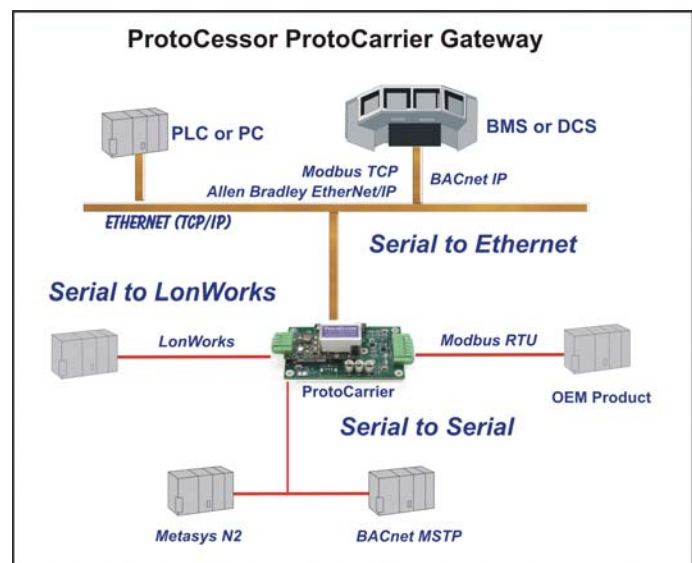 ProtoCessor ProtoCarrier Gateway
PLC or PC
BMS or DCS
Modbus TCP
Allen Bradley EtherNet/IP
BACnet IP
ETHERNET (TCP/IP)
Serial to Ethernet
Serial to LonWorks
LonWorks
Modbus RTU
ProtoCarrier
OEM Product
Serial to Serial
Metasys N2
BACnet MSTP